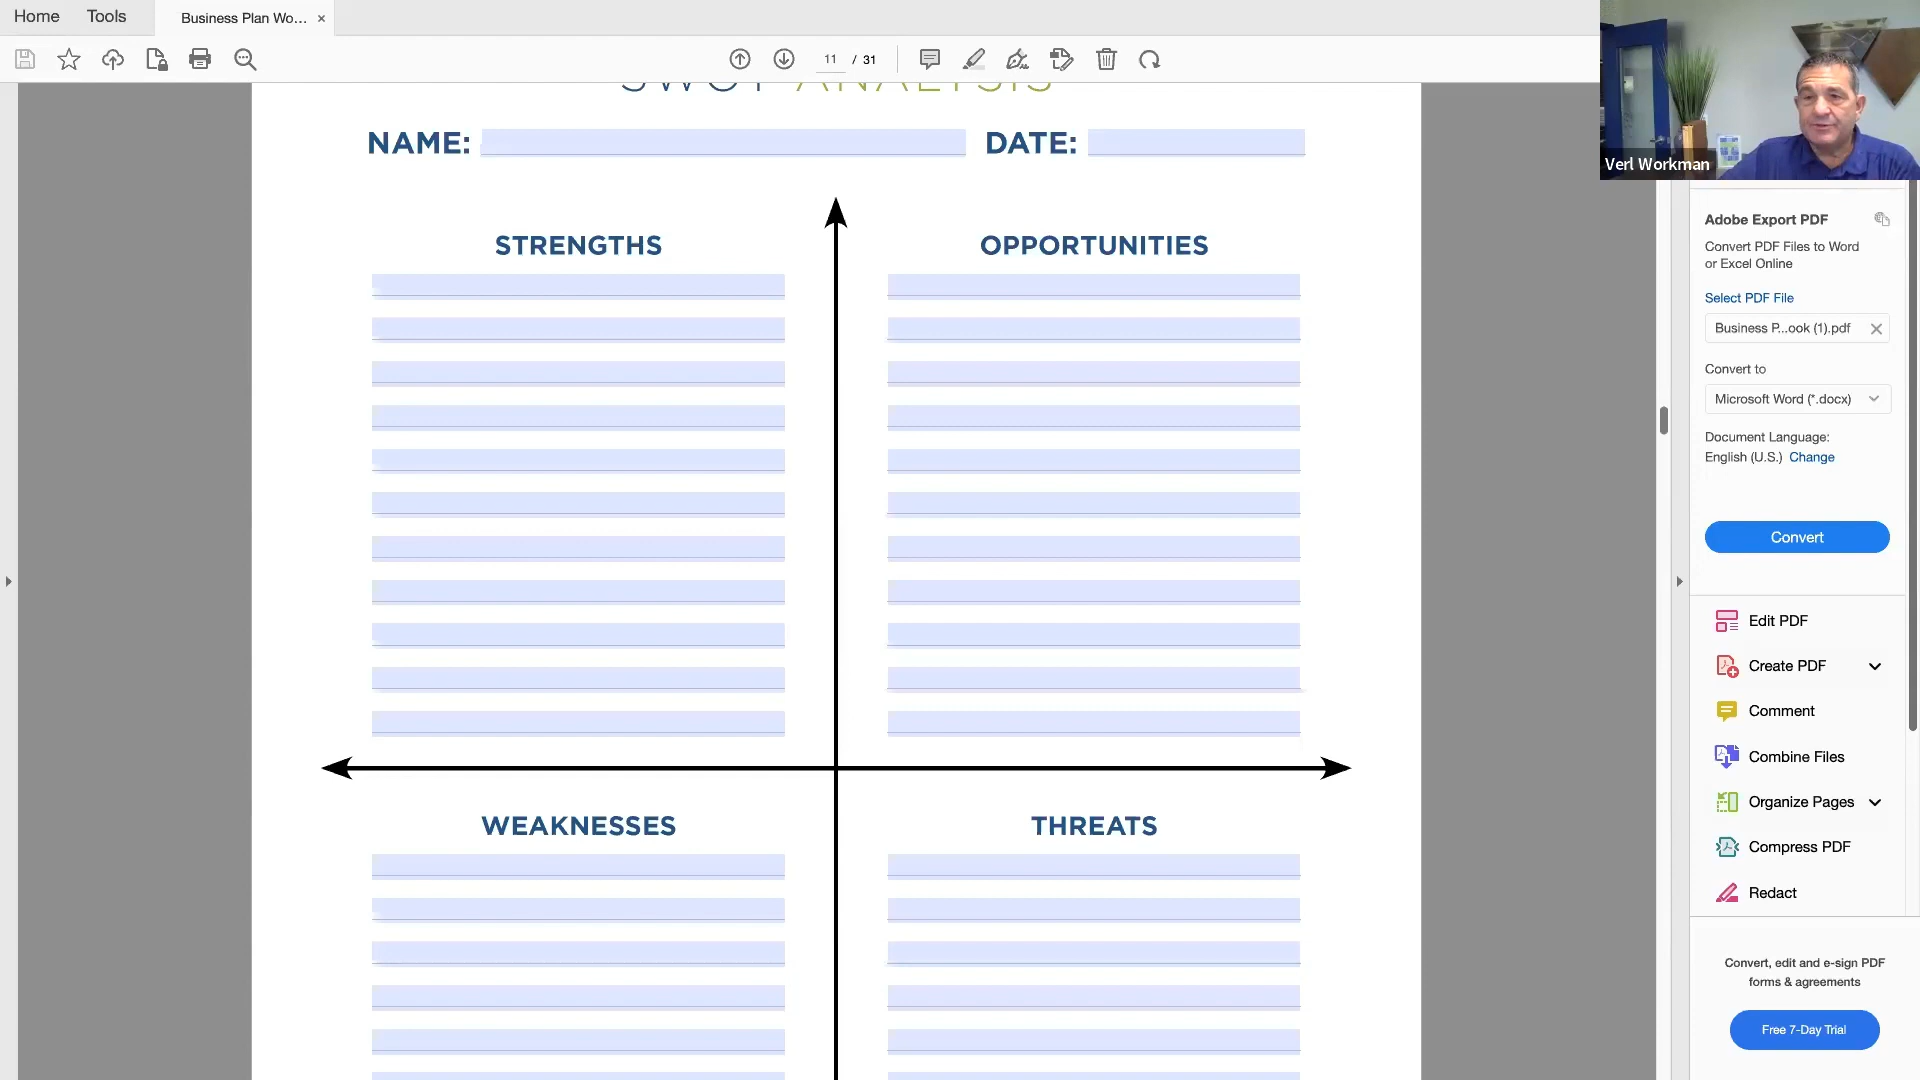 Home
Tools
Business Plan Wo...
11 / 31
SWOT ANALYSIS
NAME:
DATE:
STRENGTHS
OPPORTUNITIES
WEAKNESSES
THREATS
Verl Workman
Adobe Export PDF
Convert PDF Files to Word
or Excel Online
Select PDF File
Business P...ook (1).pdf
Convert to
Microsoft Word (*.docx)
Document Language:
English (U.S.) Change
Convert
Edit PDF
Create PDF
Comment
Combine Files
Organize Pages
Compress PDF
Redact
Convert, edit and e-sign PDF
forms & agreements
Free 7-Day Trial